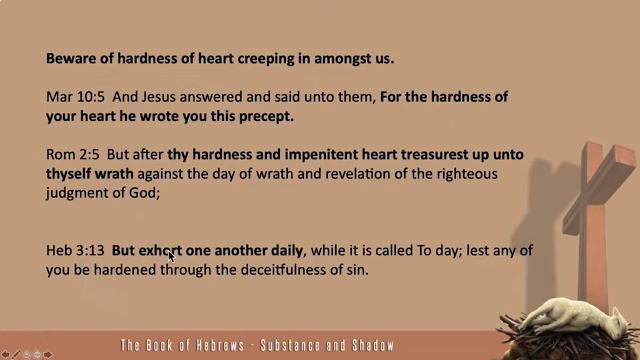 Beware of hardness of heart creeping in amongst us.
Mar 10:5  And Jesus answered and said unto them, For the hardness of
your heart he wrote you this precept.
Rom 2:5  But after thy hardness and impenitent heart treasurest up unto
thyself wrath against the day of wrath and revelation of the righteous
judgment of God;
Heb 3:13  But exhort one another daily, while it is called To day; lest any of
you be hardened through the deceitfulness of sin.
The Book of Hebrews - Substance and Shadow